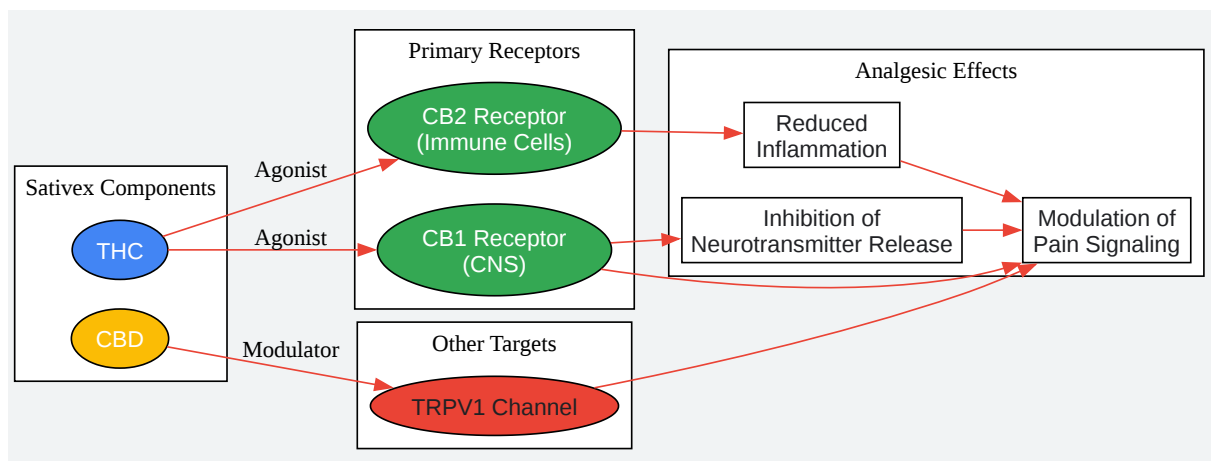 Sativex Components
THC
CBD
Agonist
Agonist
Modulator
Primary Receptors
CB2 Receptor
(Immune Cells)
CB1 Receptor
(CNS)
Other Targets
TRPV1 Channel
Analgesic Effects
Reduced
Inflammation
Inhibition of
Neurotransmitter Release
Modulation of
Pain Signaling